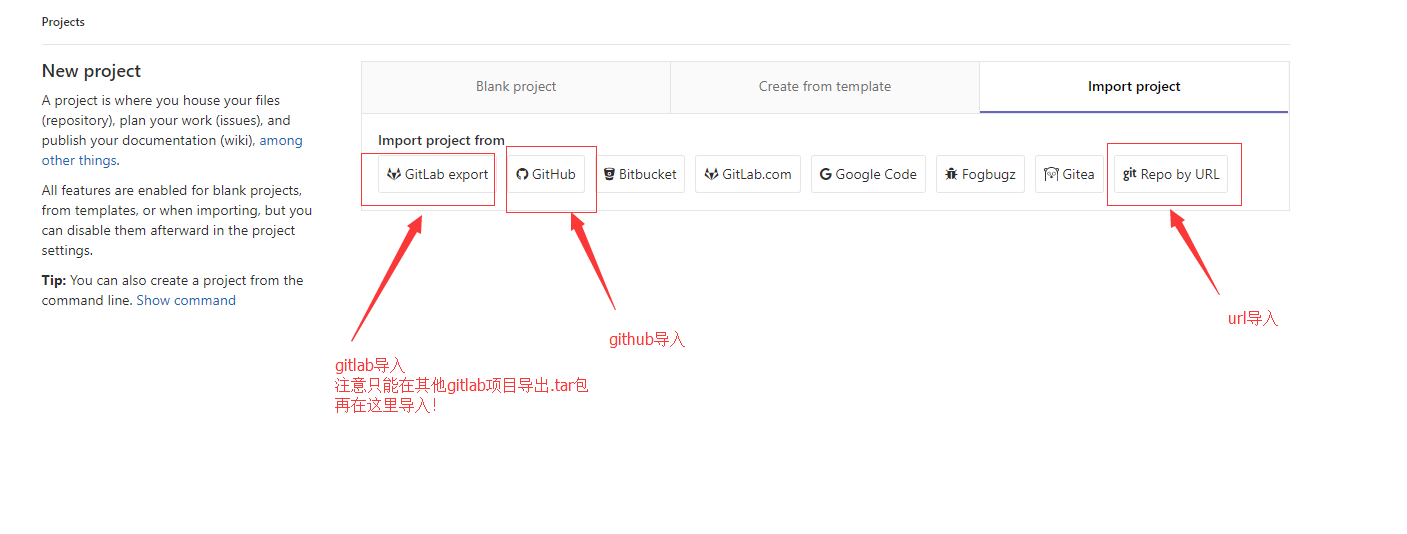 Projects
New project
A project is where you house your files
(repository), plan your work (issues), and
publish your documentation (wiki), among
other things.
All features are enabled for blank projects,
from templates, or when importing, but you
can disable them afterward in the project
settings.
Tip: You can also create a project from the
command line. Show command
Blank project
Create from template
Import project
Import project from
GitLab export
GitHub
Bitbucket
GitLab.com
Google Code
Fogbugz
Gitea
git Repo by URL
gitlab导入
注意只能在其他gitlab项目导出.tar包
再在这里导入!
github导入
url导入